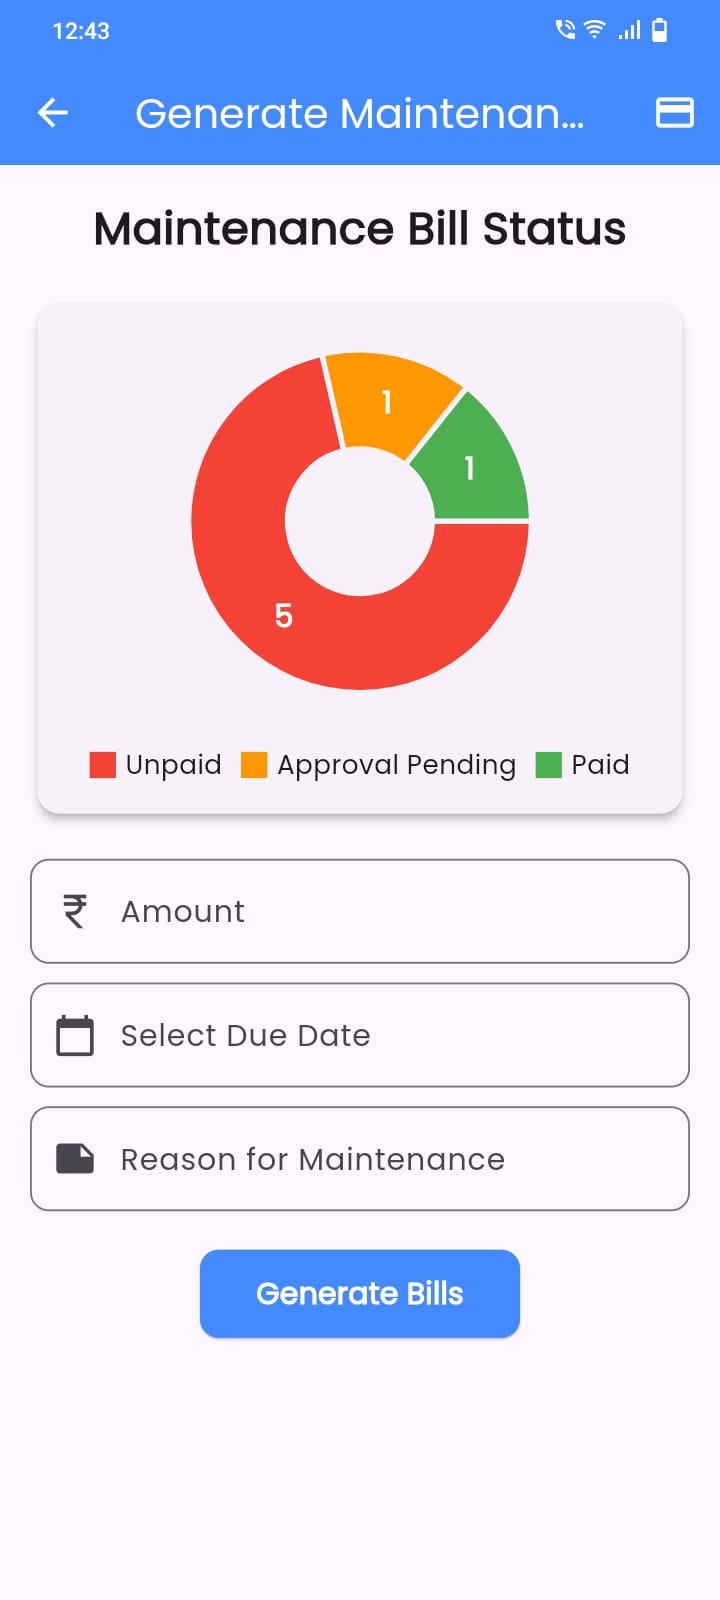 12:43
Generate Maintenan...
Maintenance Bill Status
1
1
5
Unpaid Approval Pending Paid
₹ Amount
Select Due Date
Reason for Maintenance
Generate Bills